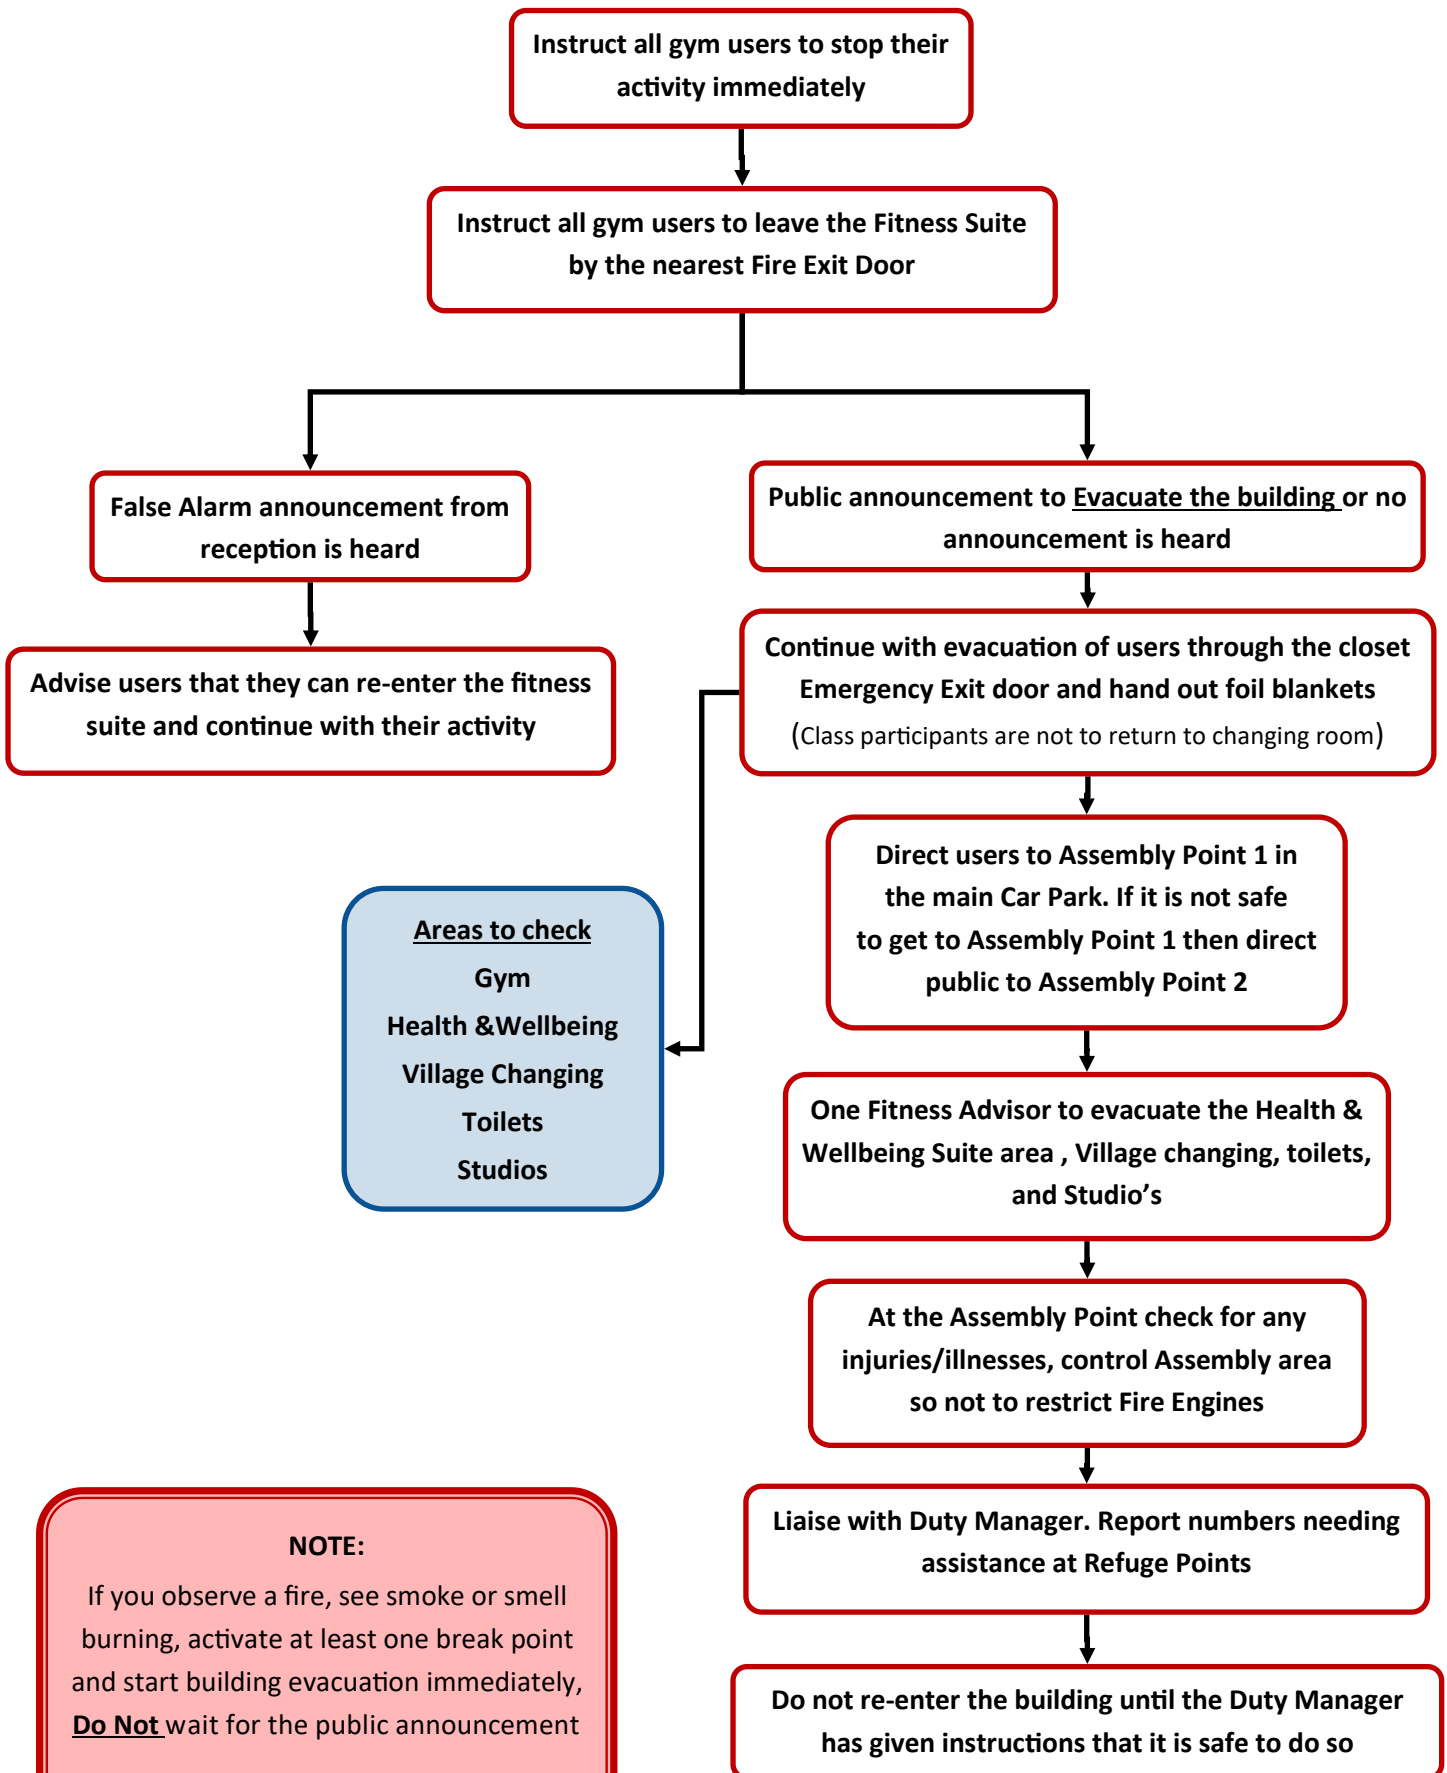 Instruct all gym users to stop their
activity immediately
Instruct all gym users to leave the Fitness Suite
by the nearest Fire Exit Door
False Alarm announcement from
reception is heard
Advise users that they can re-enter the fitness
suite and continue with their activity
Public announcement to Evacuate the building or no
announcement is heard
Continue with evacuation of users through the closet
Emergency Exit door and hand out foil blankets
(Class participants are not to return to changing room)
Areas to check
Gym
Health &Wellbeing
Village Changing
Toilets
Studios
Direct users to Assembly Point 1 in
the main Car Park. If it is not safe
to get to Assembly Point 1 then direct
public to Assembly Point 2
One Fitness Advisor to evacuate the Health &
Wellbeing Suite area , Village changing, toilets,
and Studio’s
At the Assembly Point check for any
injuries/illnesses, control Assembly area
so not to restrict Fire Engines
Liaise with Duty Manager. Report numbers needing
assistance at Refuge Points
Do not re-enter the building until the Duty Manager
has given instructions that it is safe to do so
NOTE:
If you observe a fire, see smoke or smell
burning, activate at least one break point
and start building evacuation immediately,
Do Not wait for the public announcement